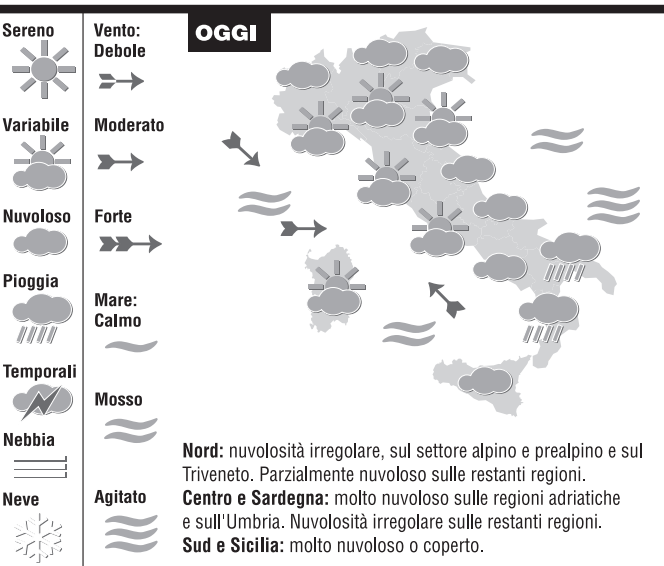 Sereno
Variabile
Nuvoloso
Pioggia
Temporali
Nebbia
Neve
Vento:
Debole
Moderato
Forte
Mare:
Calmo
Mosso
Agitato
OGGI
Nord: nuvolosità irregolare, sul settore alpino e prealpino e sul
Triveneto. Parzialmente nuvoloso sulle restanti regioni.
Centro e Sardegna: molto nuvoloso sulle regioni adriatiche
e sull'Umbria. Nuvolosità irregolare sulle restanti regioni.
Sud e Sicilia: molto nuvoloso o coperto.